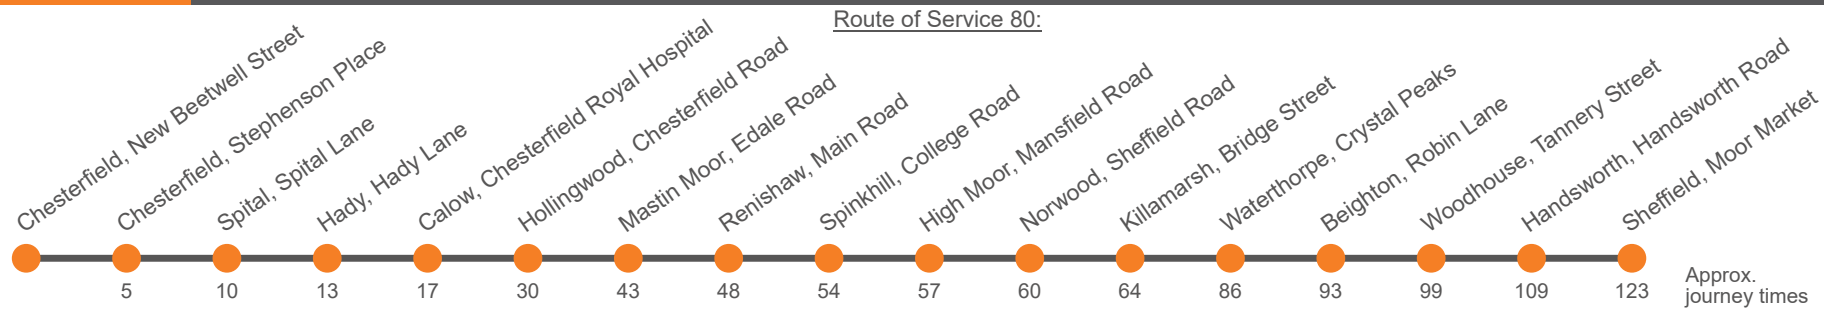 Route of Service 80:
Chesterfield, New Beetwell Street
Chesterfield, Stephenson Place
Spital, Spital Lane
Hady, Hady Lane
Calow, Chesterfield Royal Hospital
Hollingwood, Chesterfield Road
Mastin Moor, Edale Road
Renishaw, Main Road
Spinkhill, College Road
High Moor, Mansfield Road
Norwood, Sheffield Road
Killamarsh, Bridge Street
Waterthorpe, Crystal Peaks
Beighton, Robin Lane
Woodhouse, Tannery Street
Handsworth, Handsworth Road
Sheffield, Moor Market
5 10 13 17 30 43 48 54 57 60 64 86 93 99 109 123
Approx.
journey times